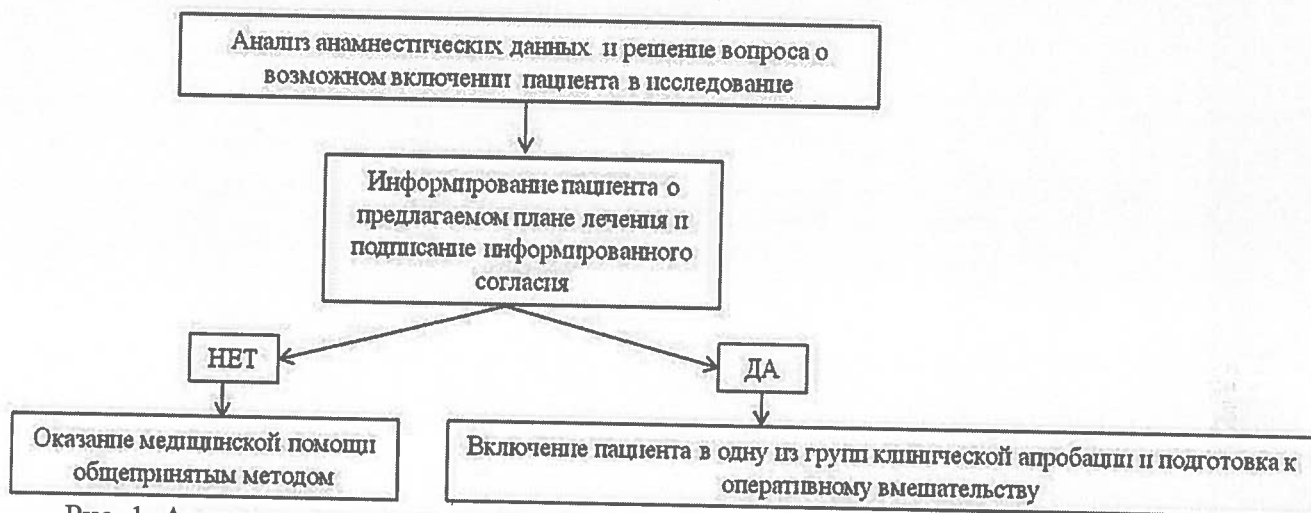 Анализ анамнестических данных и решение вопроса о
возможном включении пациента в исследование
Информирование пациента о
предлагаемом плане лечения и
подписание информированного
согласия
НЕТ
ДА
Оказание медицинской помощи
общепринятым методом
Включение пациента в одну из групп клинической апробации и подготовка к
оперативному вмешательству
Рис. 1. А